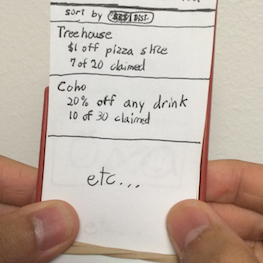 sort by DIST.
Treehouse
$1 off pizza slice
7 of 20 claimed
Coho
20% off any drink
10 of 30 claimed
etc...